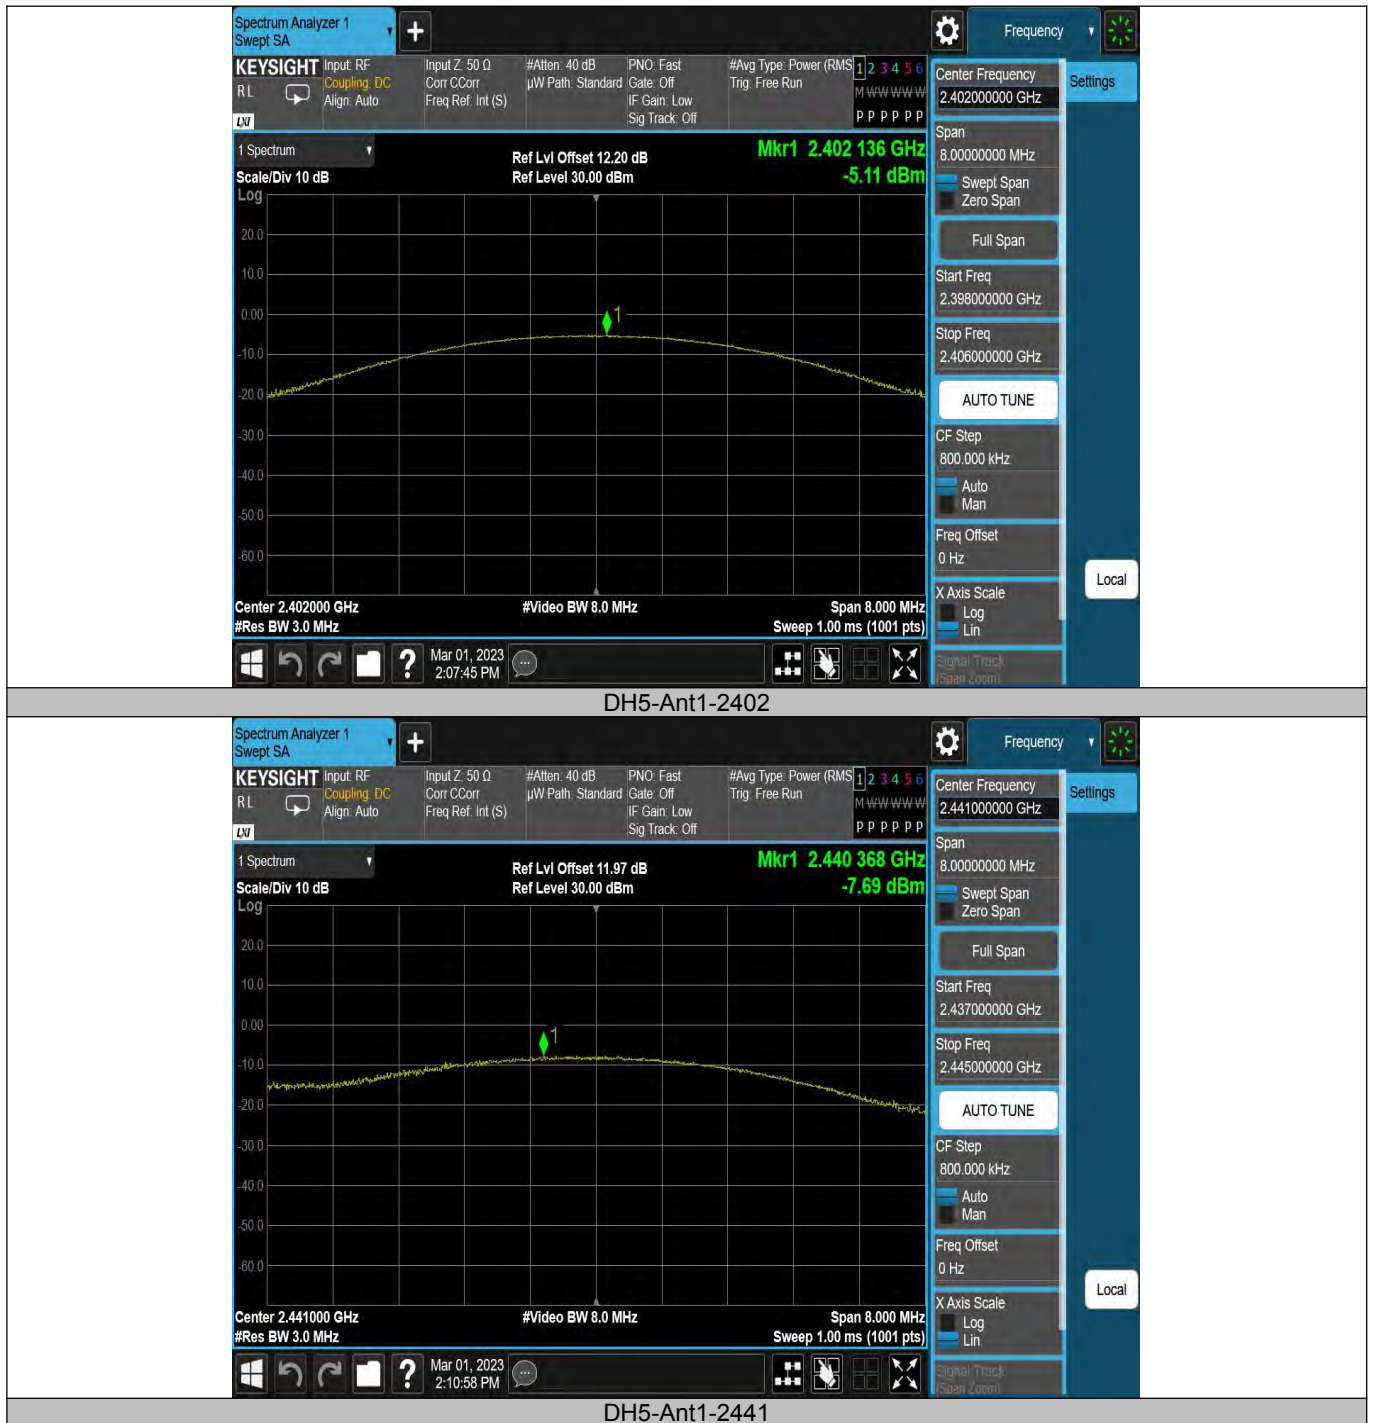 Spectrum Analyzer 1
Swept SA
+
Frequency
KEYSIGHT
RL
LXI
Input: RF
Coupling: DC
Align: Auto
Input Z: 50 Ω
Corr CCorr
Freq Ref: Int (S)
#Atten: 40 dB
µW Path: Standard
PNO: Fast
Gate: Off
IF Gain: Low
Sig Track: Off
#Avg Type: Power (RMS
Trig: Free Run
1 2 3 4 5 6
M W W W W W
P P P P P P
Center Frequency
2.402000000 GHz
Settings
Span
8.00000000 MHz
Swept Span
Zero Span
Full Span
Start Freq
2.398000000 GHz
Stop Freq
2.406000000 GHz
AUTO TUNE
CF Step
800.000 kHz
Auto
Man
Freq Offset
0 Hz
X Axis Scale
Log
Lin
Signal Track
(Span Zoom)
Local
1 Spectrum
Scale/Div 10 dB
Log
Ref Lvl Offset 12.20 dB
Ref Level 30.00 dBm
Mkr1 2.402 136 GHz
-5.11 dBm
20.0
10.0
0.00
-10.0
-20.0
-30.0
-40.0
-50.0
-60.0
1
Center 2.402000 GHz
#Res BW 3.0 MHz
#Video BW 8.0 MHz
Span 8.000 MHz
Sweep 1.00 ms (1001 pts)
?
Mar 01, 2023
2:07:45 PM
DH5-Ant1-2402
Spectrum Analyzer 1
Swept SA
+
Frequency
KEYSIGHT
RL
LXI
Input: RF
Coupling: DC
Align: Auto
Input Z: 50 Ω
Corr CCorr
Freq Ref: Int (S)
#Atten: 40 dB
µW Path: Standard
PNO: Fast
Gate: Off
IF Gain: Low
Sig Track: Off
#Avg Type: Power (RMS
Trig: Free Run
1 2 3 4 5 6
M W W W W W
P P P P P P
Center Frequency
2.441000000 GHz
Settings
Span
8.00000000 MHz
Swept Span
Zero Span
Full Span
Start Freq
2.437000000 GHz
Stop Freq
2.445000000 GHz
AUTO TUNE
CF Step
800.000 kHz
Auto
Man
Freq Offset
0 Hz
X Axis Scale
Log
Lin
Signal Track
(Span Zoom)
Local
1 Spectrum
Scale/Div 10 dB
Log
Ref Lvl Offset 11.97 dB
Ref Level 30.00 dBm
Mkr1 2.440 368 GHz
-7.69 dBm
20.0
10.0
0.00
-10.0
-20.0
-30.0
-40.0
-50.0
-60.0
1
Center 2.441000 GHz
#Res BW 3.0 MHz
#Video BW 8.0 MHz
Span 8.000 MHz
Sweep 1.00 ms (1001 pts)
?
Mar 01, 2023
2:10:58 PM
DH5-Ant1-2441